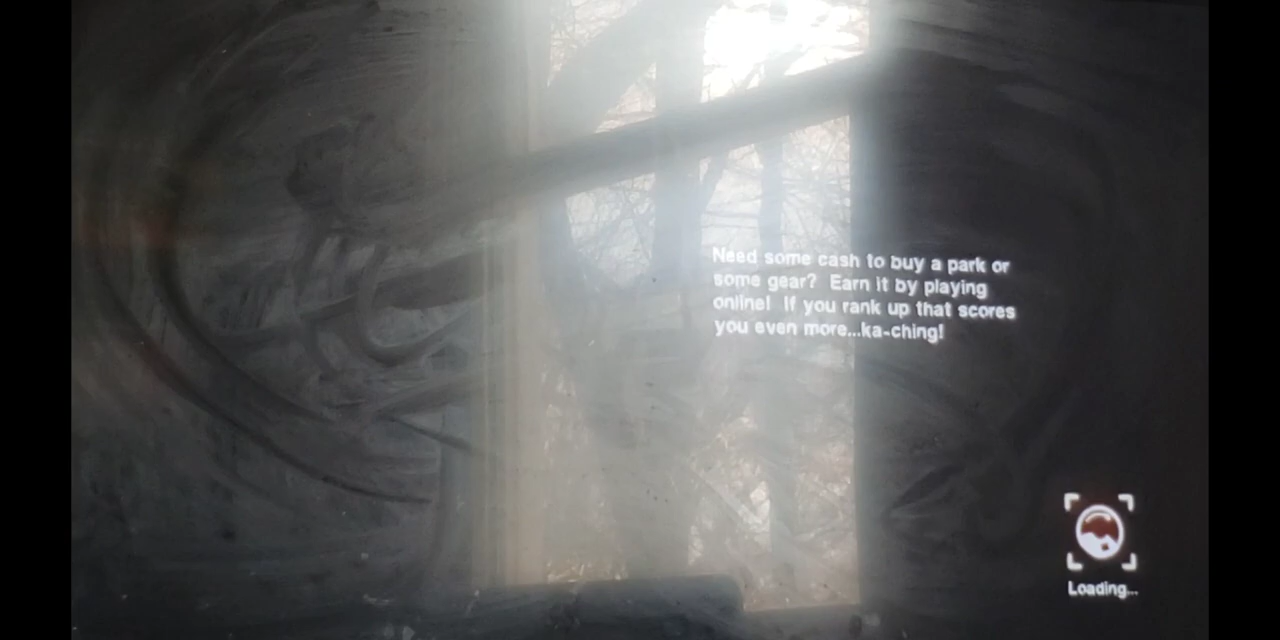 Need some cash to buy a park or
some gear? Earn it by playing
online! If you rank up that scores
you even more...ka-ching!
Loading...